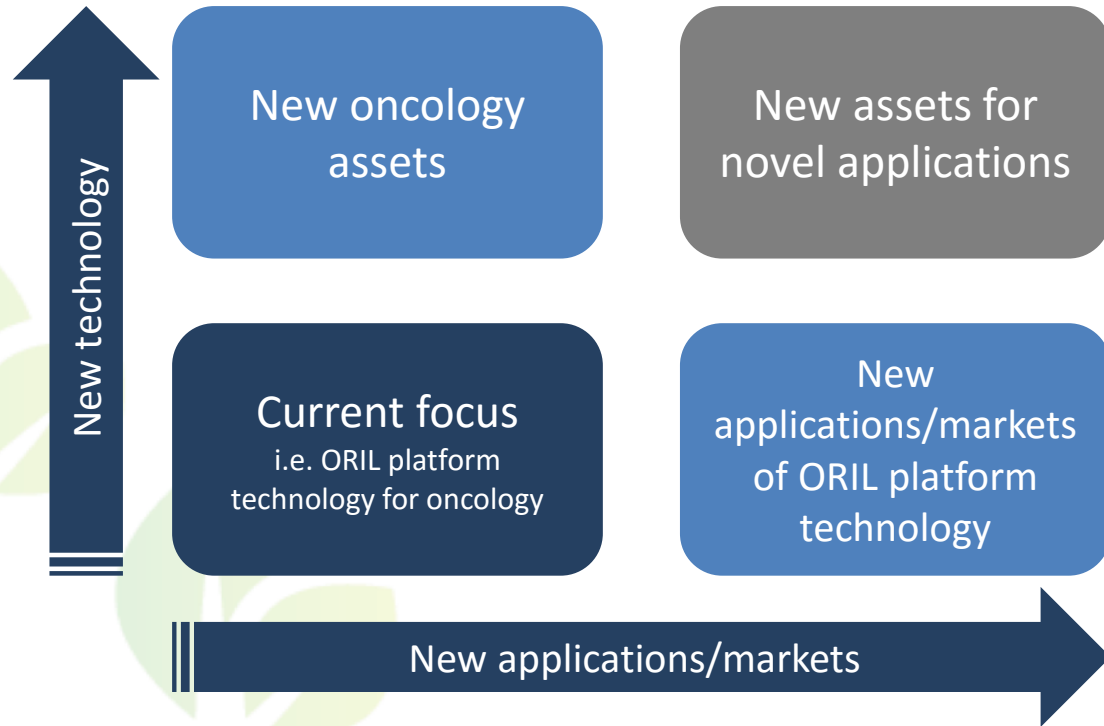 New technology
New oncology
assets
New assets for
novel applications
Current focus
i.e. ORIL platform
technology for oncology
New
applications/markets
of ORIL platform
technology
New applications/markets